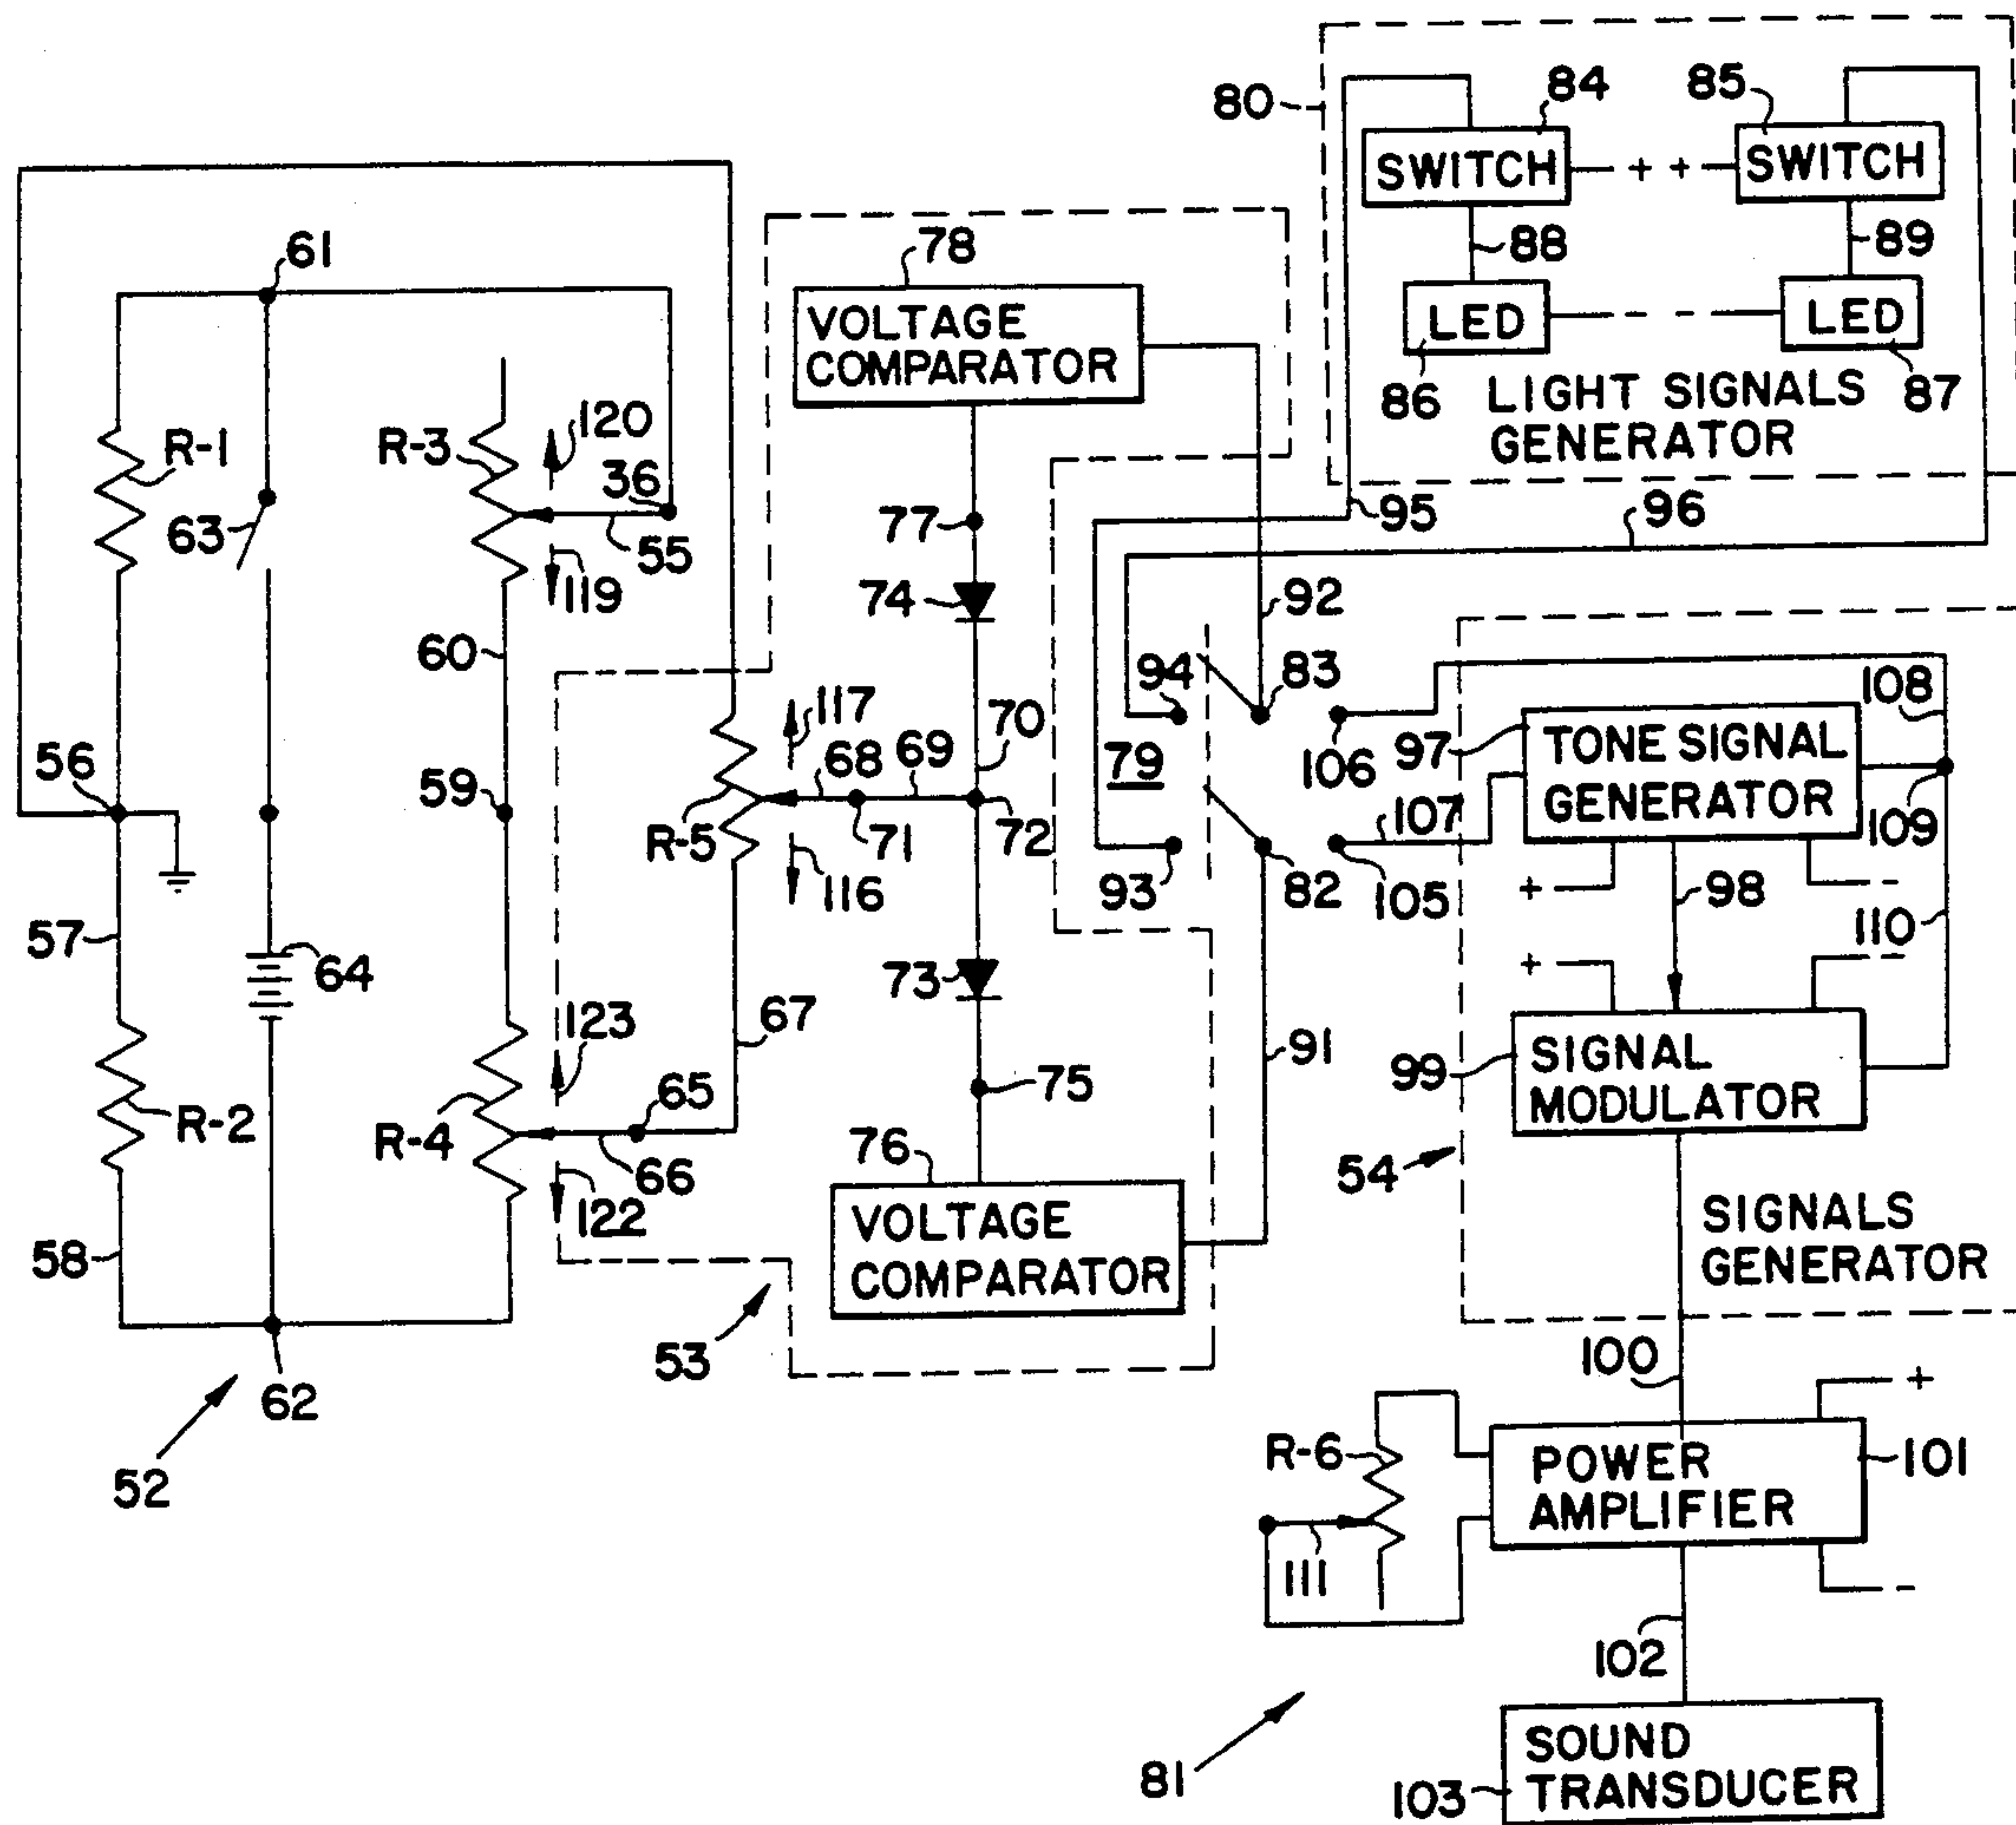 80
84
85
SWITCH
+ +
SWITCH
88
89
LED
LED
86
87
LIGHT SIGNALS
GENERATOR
61
78
VOLTAGE
COMPARATOR
R-1
R-3
120
36
63
55
119
77
95
96
74
92
60
94
83
108
56
59
117
68
69
70
79
106
97
TONE SIGNAL
GENERATOR
109
R-5
71
72
107
116
93
82
105
+
-
98
57
64
73
110
+
-
123
67
91
99
SIGNAL
MODULATOR
R-2
R-4
65
75
66
76
54
122
VOLTAGE
COMPARATOR
58
SIGNALS
GENERATOR
53
62
52
100
+
R-6
POWER
AMPLIFIER
101
111
-
102
81
SOUND
TRANSDUCER
103